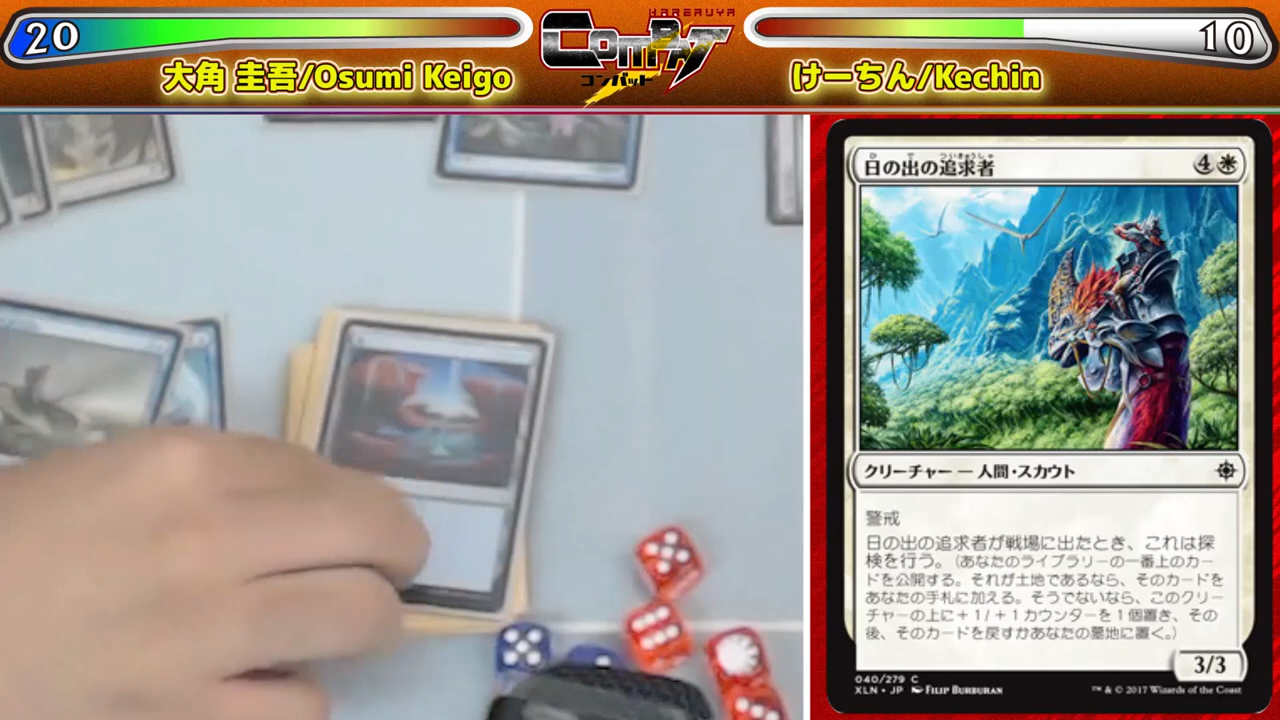 20
大角 圭吾/Osumi Keigo
HARERUYA
COMBAT
コンバット
10
けーちん/Kechin
日の出の追求者
4
クリーチャー — 人間・スカウト
警戒
日の出の追求者が戦場に出たとき、これは探
検を行う。(あなたのライブラリーの一番上のカー
ドを公開する。それが土地であるなら、そのカードを
あなたの手札に加える。そうでないなら、このクリー
チャーの上に+1/+1カウンターを1個置き、その
後、そのカードを戻すかあなたの墓地に置く。)
3/3
040/279 C
XLN • JP Filip Burburan
™ & © 2017 Wizards of the Coast